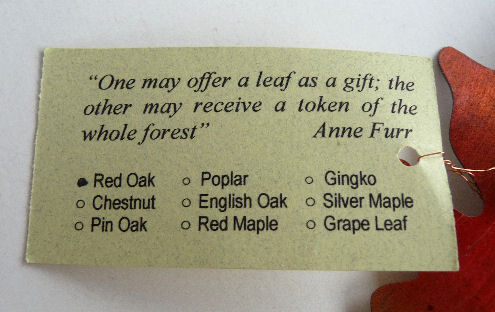 “One may offer a leaf as a gift; the
other may receive a token of the
whole forest” Anne Furr
● Red Oak ○ Poplar ○ Gingko
○ Chestnut ○ English Oak ○ Silver Maple
○ Pin Oak ○ Red Maple ○ Grape Leaf